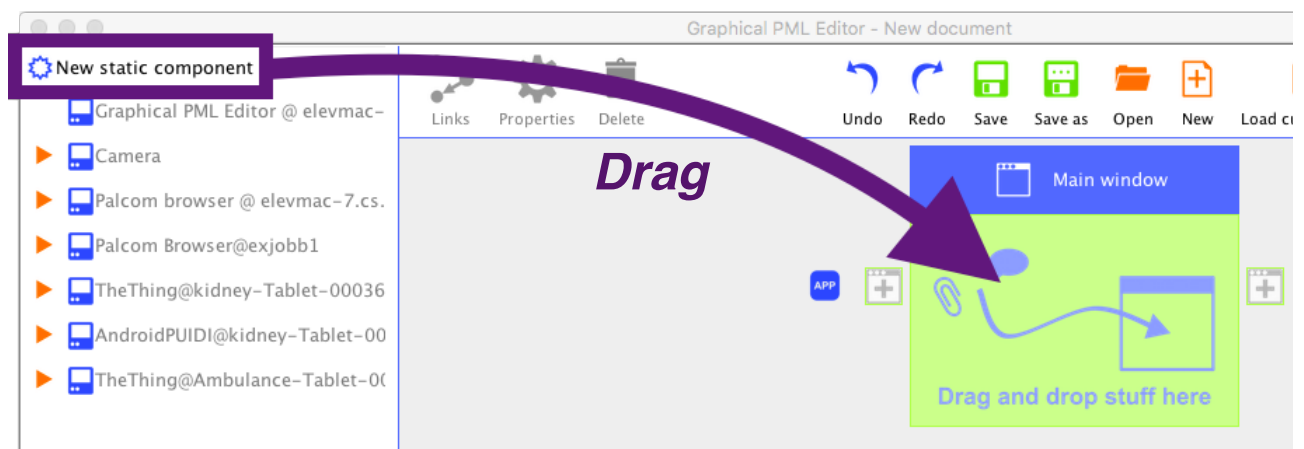 Graphical PML Editor - New document
New static component
Graphical PML Editor @ elevmac-
Camera
Palcom browser @ elevmac-7.cs.
Palcom Browser@exjobb1
TheThing@kidney-Tablet-00036
AndroidPUIDI@kidney-Tablet-00
TheThing@Ambulance-Tablet-0(
Links Properties Delete Undo Redo Save Save as Open New Load cu
Drag
Main window
APP
Drag and drop stuff here